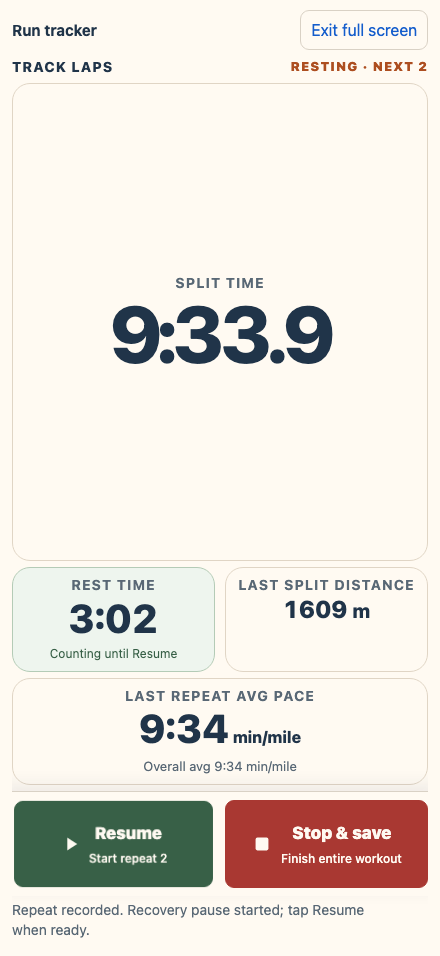 Run tracker
Exit full screen
TRACK LAPS
RESTING · NEXT 2
SPLIT TIME
9:33.9
REST TIME
3:02
Counting until Resume
LAST SPLIT DISTANCE
1609 m
LAST REPEAT AVG PACE
9:34 min/mile
Overall avg 9:34 min/mile
Resume
Start repeat 2
Stop & save
Finish entire workout
Repeat recorded. Recovery pause started; tap Resume
when ready.